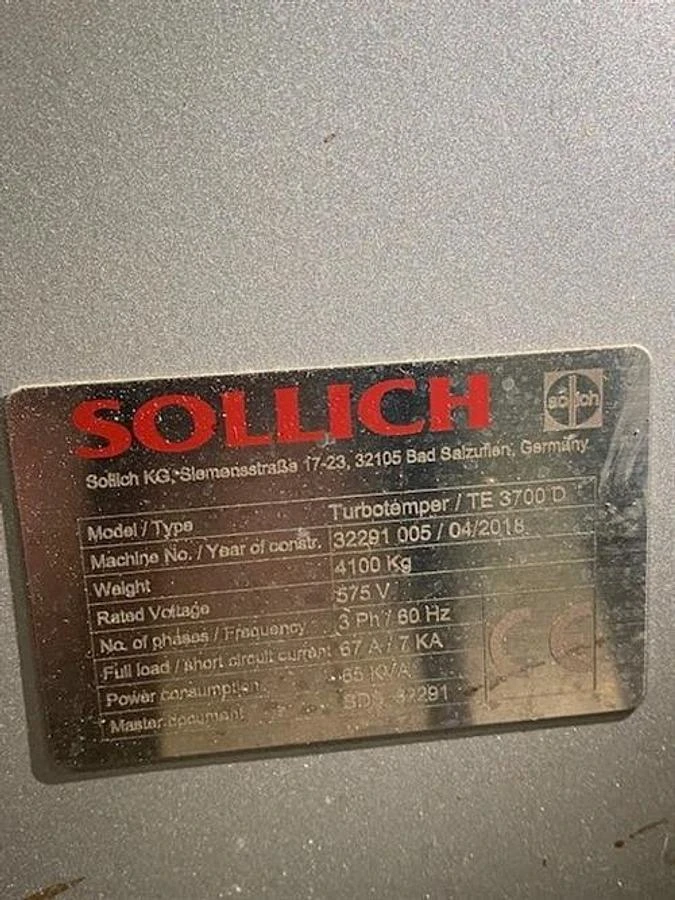 SOLLICH
sollich
Sollich KG, Siemensstraße 17-23, 32105 Bad Salzuflen, Germany
Model / Type Turbotemper / TE 3700 D
Machine No. / Year of constr. 32291 005 / 04/2018
Weight 4100 Kg
Rated Voltage 575 V
No. of phases / Frequency 3 Ph / 60 Hz
Full load / short circuit current 67 A / 7 KA
Power consumption 65 KVA
Master document 32291
CE